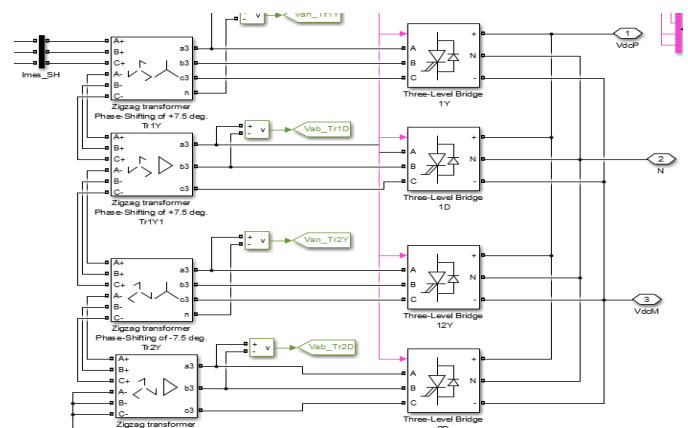 Van_Tr1Y
Imes_SH
A+
B+
C+
A-
B-
C-
a3
b3
c3
n
Zigzag transformer
Phase-Shifting of +7.5 deg.
Tr1Y
A
B
C
+
N
-
Three-Level Bridge
1Y
1
VdcP
+
-
v
Vab_Tr1D
A+
B+
C+
A-
B-
C-
a3
b3
c3
Zigzag transformer
Phase-Shifting of +7.5 deg.
Tr1Y1
A
B
C
+
N
-
Three-Level Bridge
1D
2
N
+
-
v
Van_Tr2Y
A+
B+
C+
A-
B-
C-
a3
b3
c3
n
Zigzag transformer
Phase-Shifting of -7.5 deg.
Tr2Y
A
B
C
+
N
-
Three-Level Bridge
12Y
3
VdcM
+
-
v
Vab_Tr2D
A+
B+
C+
A-
B-
C-
a3
b3
c3
Zigzag transformer
A
B
C
+
N
-
Three-Level Bridge